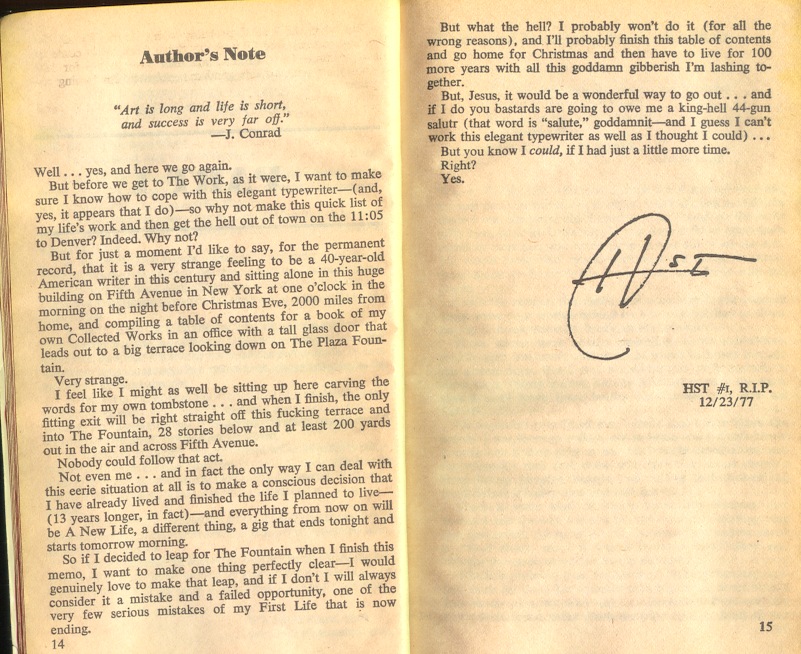 Author's Note
"Art is long and life is short,
and success is very far off."
—J. Conrad
Well . . . yes, and here we go again.
But before we get to The Work, as it were, I want to make
sure I know how to cope with this elegant typewriter—(and,
yes, it appears that I do)—so why not make this quick list of
my life's work and then get the hell out of town on the 11:05
to Denver? Indeed. Why not?
But for just a moment I'd like to say, for the permanent
record, that it is a very strange feeling to be a 40-year-old
American writer in this century and sitting alone in this huge
building on Fifth Avenue in New York at one o'clock in the
morning on the night before Christmas Eve, 2000 miles from
home, and compiling a table of contents for a book of my
own Collected Works in an office with a tall glass door that
leads out to a big terrace looking down on The Plaza Foun-
tain.
Very strange.
I feel like I might as well be sitting up here carving the
words for my own tombstone . . . and when I finish, the only
fitting exit will be right straight off this fucking terrace and
into The Fountain, 28 stories below and at least 200 yards
out in the air and across Fifth Avenue.
Nobody could follow that act.
Not even me . . . and in fact the only way I can deal with
this eerie situation at all is to make a conscious decision that
I have already lived and finished the life I planned to live—
(13 years longer, in fact)—and everything from now on will
be A New Life, a different thing, a gig that ends tonight and
starts tomorrow morning.
So if I decided to leap for The Fountain when I finish this
memo, I want to make one thing perfectly clear—I would
genuinely love to make that leap, and if I don't I will always
consider it a mistake and a failed opportunity, one of the
very few serious mistakes of my First Life that is now
ending.
14
But what the hell? I probably won't do it (for all the
wrong reasons), and I'll probably finish this table of contents
and go home for Christmas and then have to live for 100
more years with all this goddamn gibberish I'm lashing to-
gether.
But, Jesus, it would be a wonderful way to go out . . . and
if I do you bastards are going to owe me a king-hell 44-gun
salutr (that word is "salute," goddamnit—and I guess I can't
work this elegant typewriter as well as I thought I could) . . .
But you know I could, if I had just a little more time.
Right?
Yes.
HST
HST #1, R.I.P.
12/23/77
15